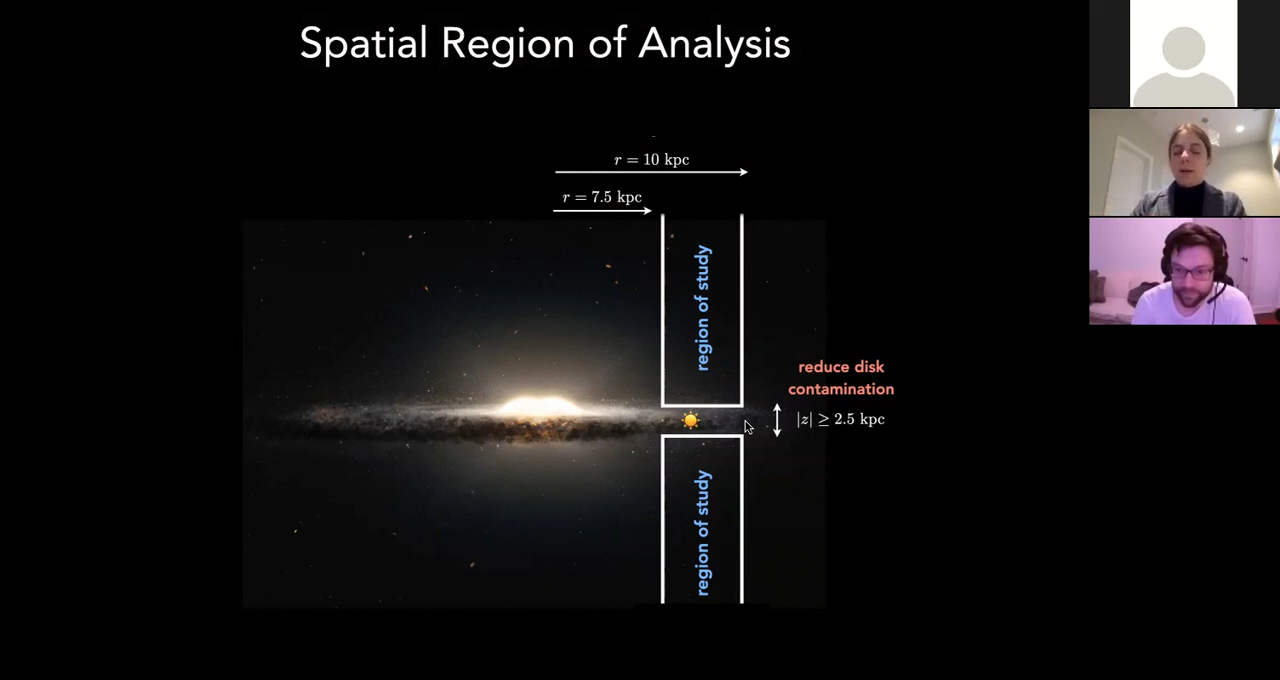 Spatial Region of Analysis
r = 10 kpc
r = 7.5 kpc
region of study
reduce disk
contamination
|z| ≥ 2.5 kpc
region of study